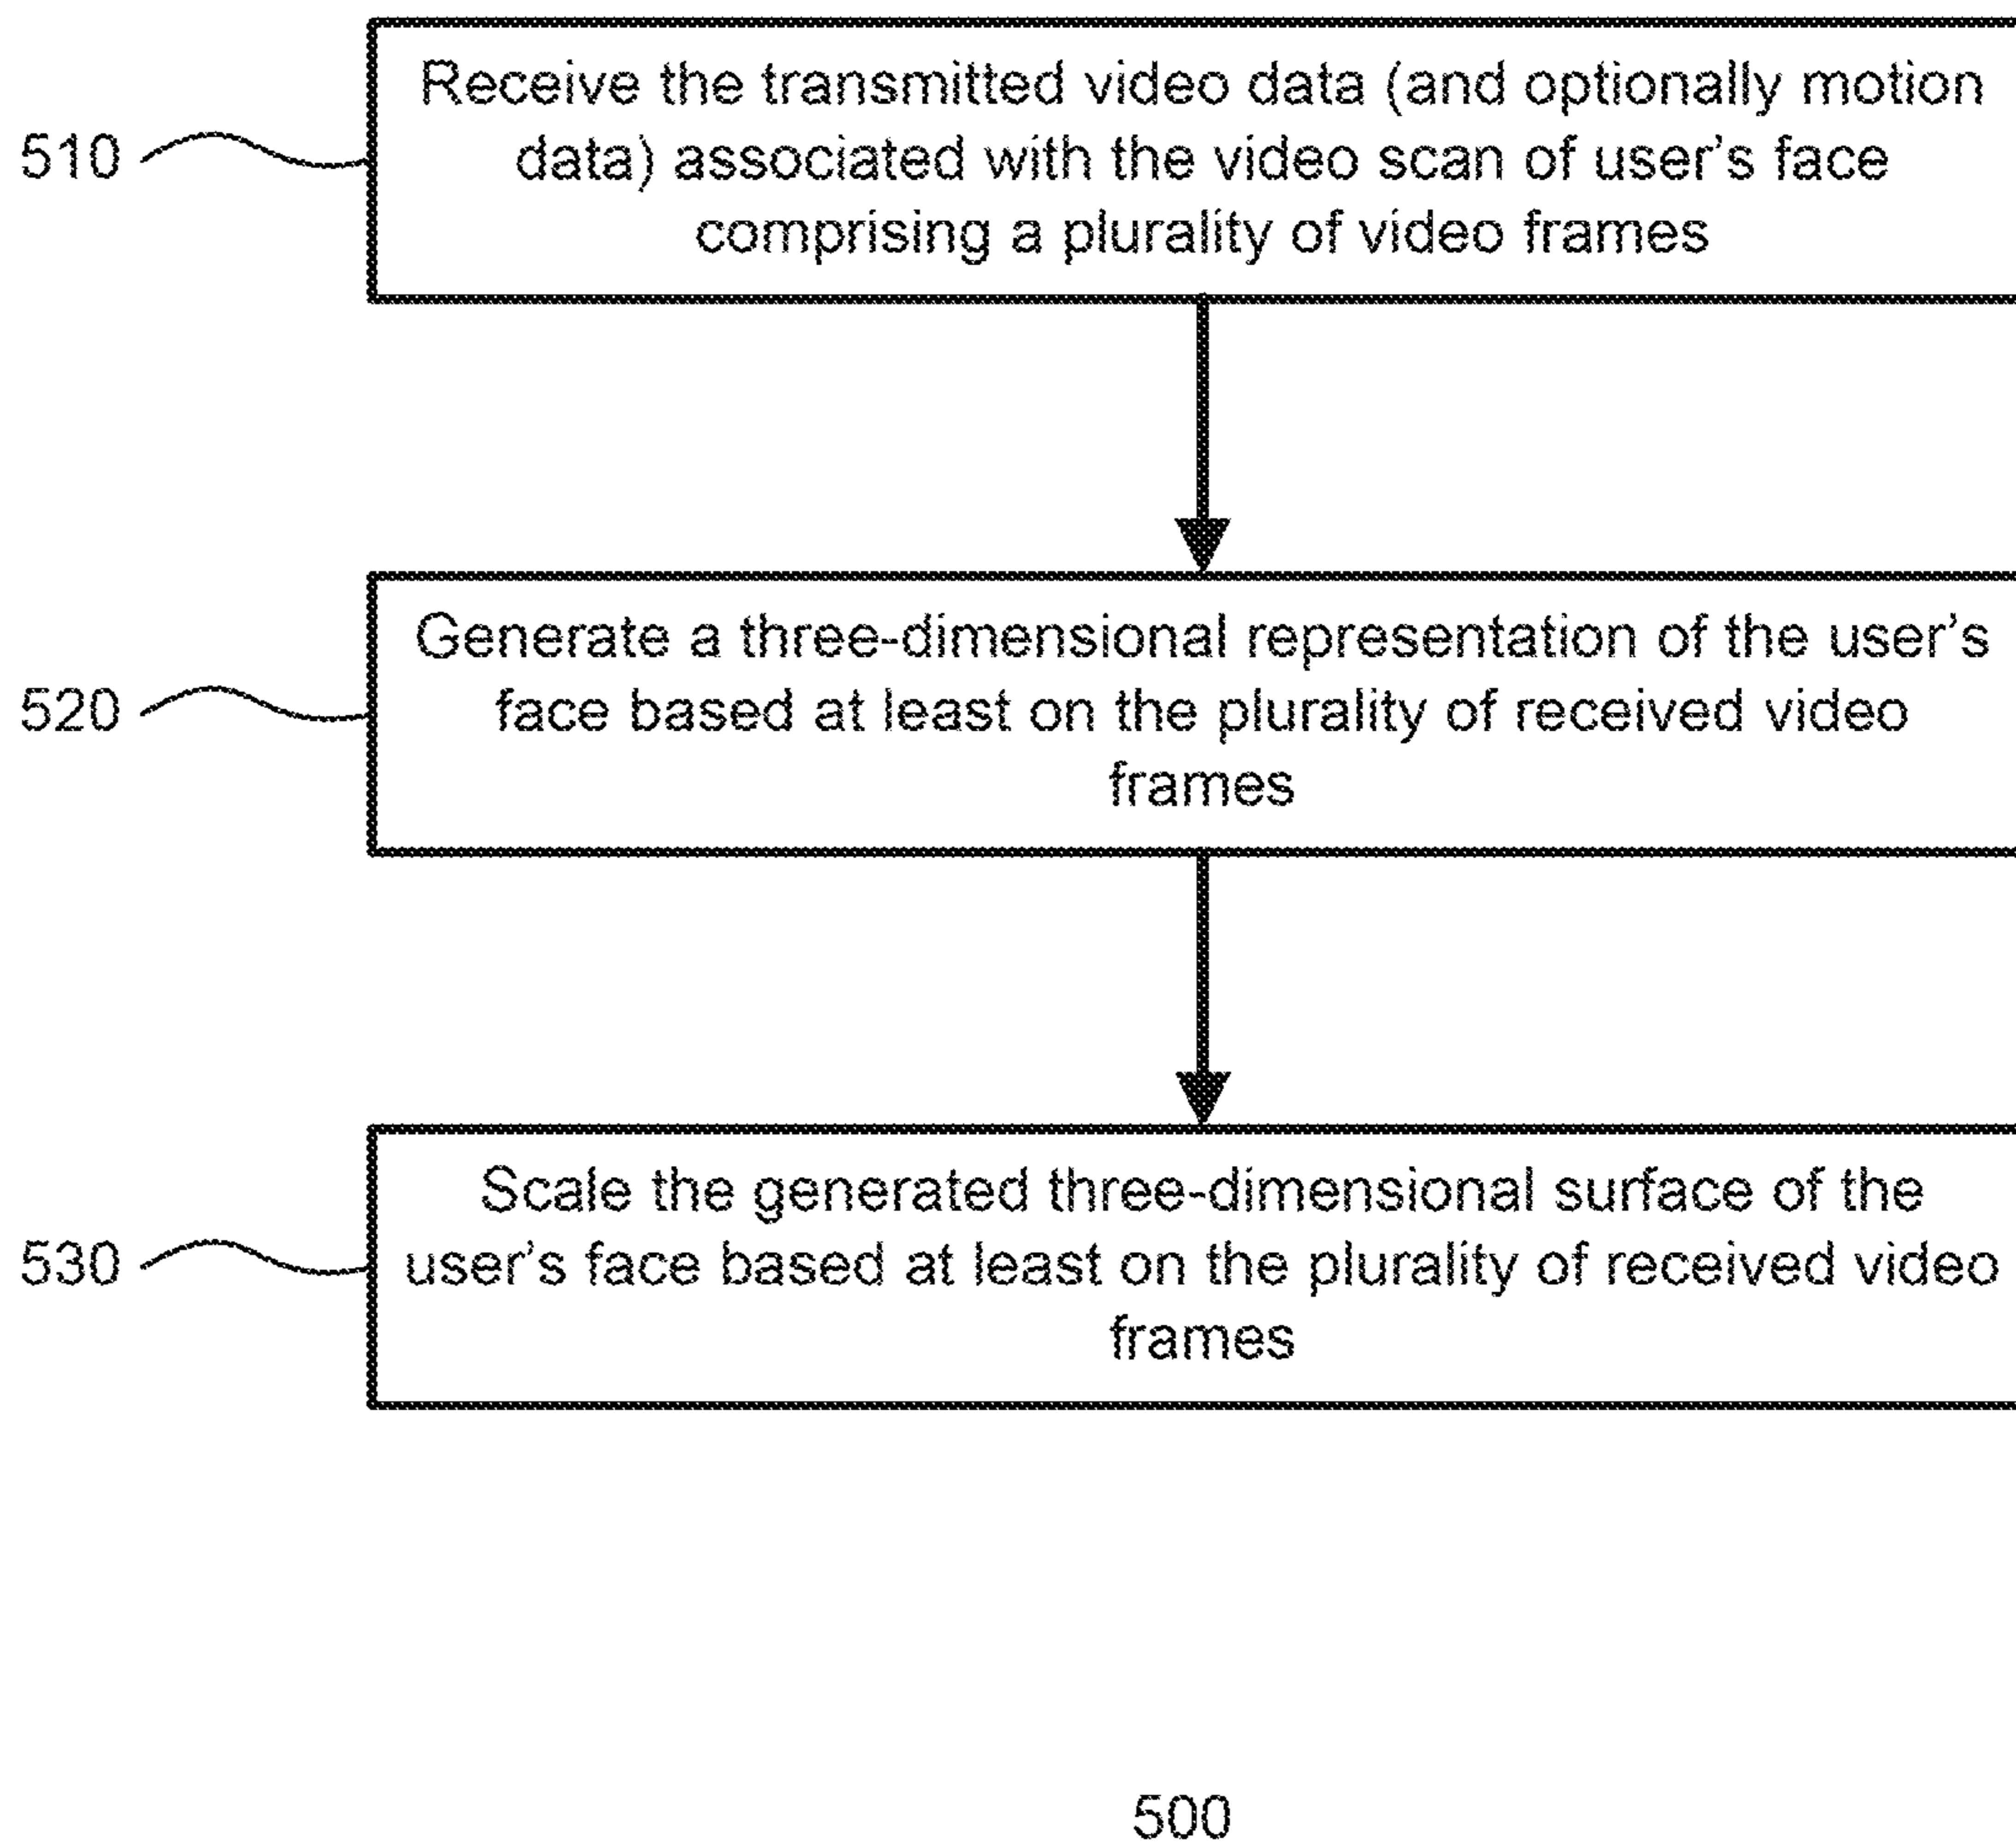 Receive the transmitted video data (and optionally motion
510
data) associated with the video scan of user's face
comprising a plurality of video frames
Generate a three-dimensional representation of the user's
520
face based at least on the plurality of received video
frames
Scale the generated three-dimensional surface of the
530
user's face based at least on the plurality of received video
frames
500